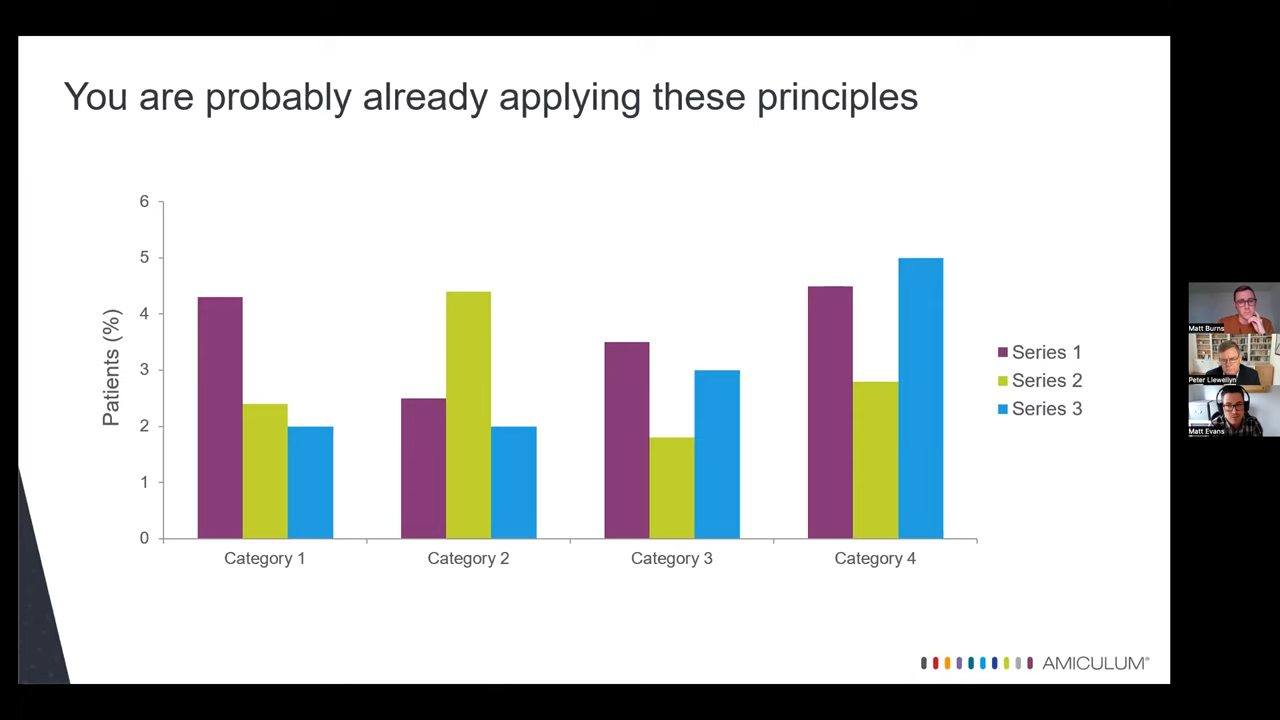 You are probably already applying these principles
6
5
4
3
2
1
0
Patients (%)
Category 1
Category 2
Category 3
Category 4
Series 1
Series 2
Series 3
Matt Burns
Peter Llewellyn
Matt Evans
AMICULUM®